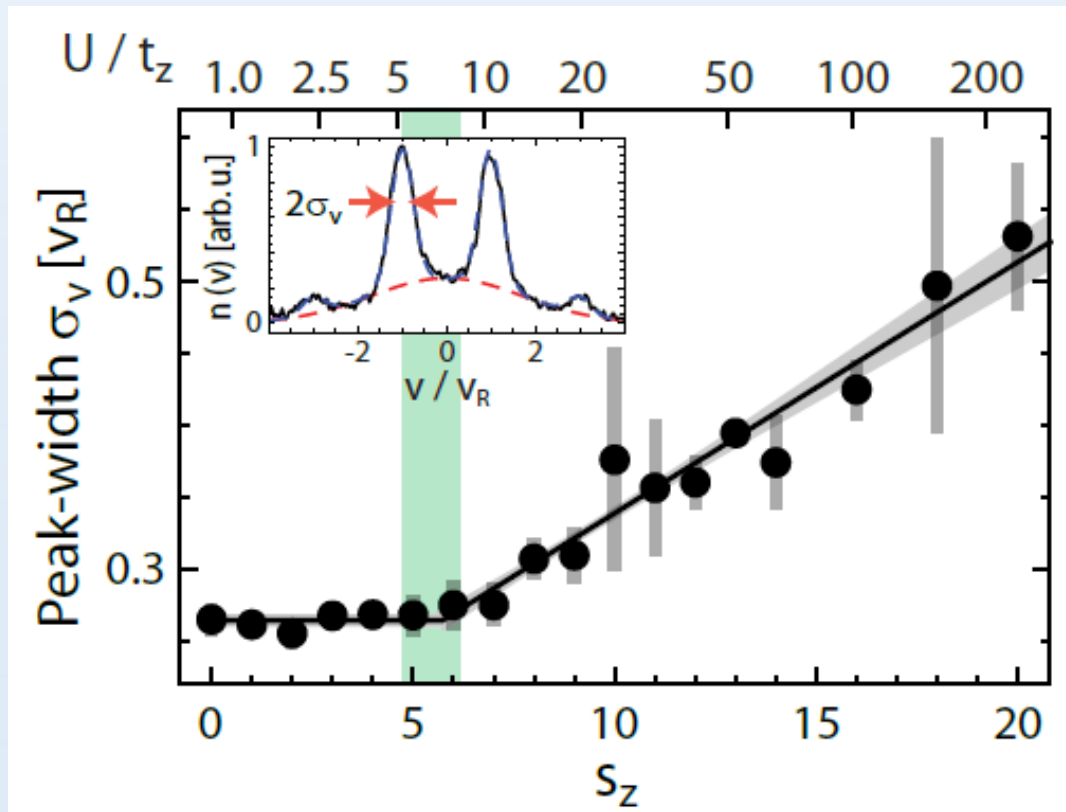 U / t_z
1.0 2.5 5 10 20 50 100 200
Peak-width σ_v [v_R]
0.5
0.3
n (v) [arb. u.]
1
0
2σ_v
-2 0 2
v / v_R
0 5 10 15 20
s_z